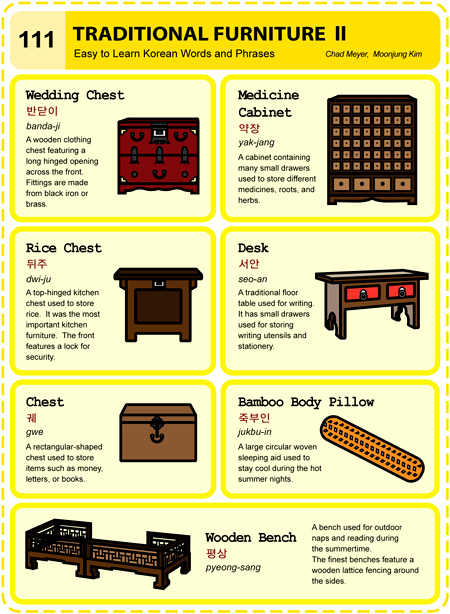 111
TRADITIONAL FURNITURE II
Easy to Learn Korean Words and Phrases
Chad Meyer, Moonjung Kim
Wedding Chest
반닫이
banda-ji
A wooden clothing
chest featuring a
long hinged opening
across the front.
Fittings are made
from black iron or
brass.
Medicine
Cabinet
약장
yak-jang
A cabinet containing
many small drawers
used to store different
medicines, roots, and
herbs.
Rice Chest
뒤주
dwi-ju
A top-hinged kitchen
chest used to store
rice. It was the most
important kitchen
furniture. The front
features a lock for
security.
Desk
서안
seo-an
A traditional floor
table used for writing.
It has small drawers
used for storing
writing utensils and
stationery.
Chest
궤
gwe
A rectangular-shaped
chest used to store
items such as money,
letters, or books.
Bamboo Body Pillow
죽부인
jukbu-in
A large circular woven
sleeping aid used to
stay cool during the hot
summer nights.
Wooden Bench
평상
pyeong-sang
A bench used for outdoor
naps and reading during
the summertime.
The finest benches feature a
wooden lattice fencing around
the sides.